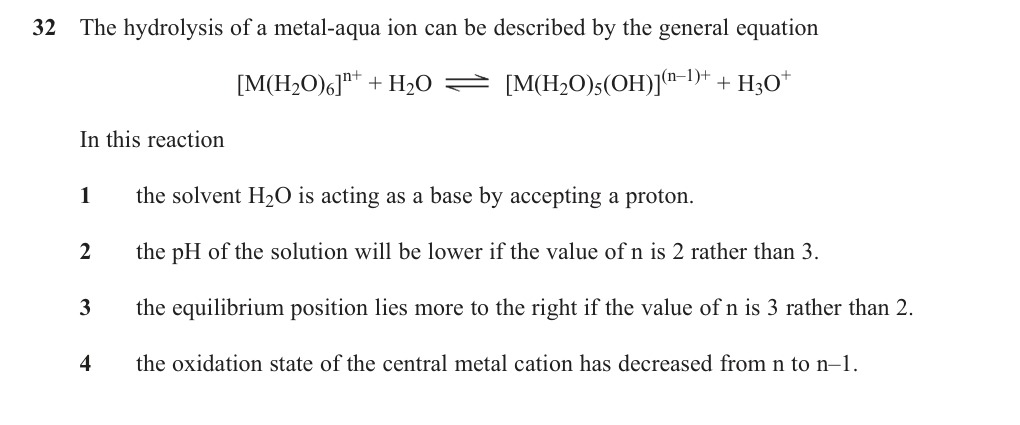 32 The hydrolysis of a metal-aqua ion can be described by the general equation
[M(H₂O)₆]ⁿ⁺ + H₂O ⇌ [M(H₂O)₅(OH)]⁽ⁿ⁻¹⁾⁺ + H₃O⁺
In this reaction
1 the solvent H₂O is acting as a base by accepting a proton.
2 the pH of the solution will be lower if the value of n is 2 rather than 3.
3 the equilibrium position lies more to the right if the value of n is 3 rather than 2.
4 the oxidation state of the central metal cation has decreased from n to n–1.